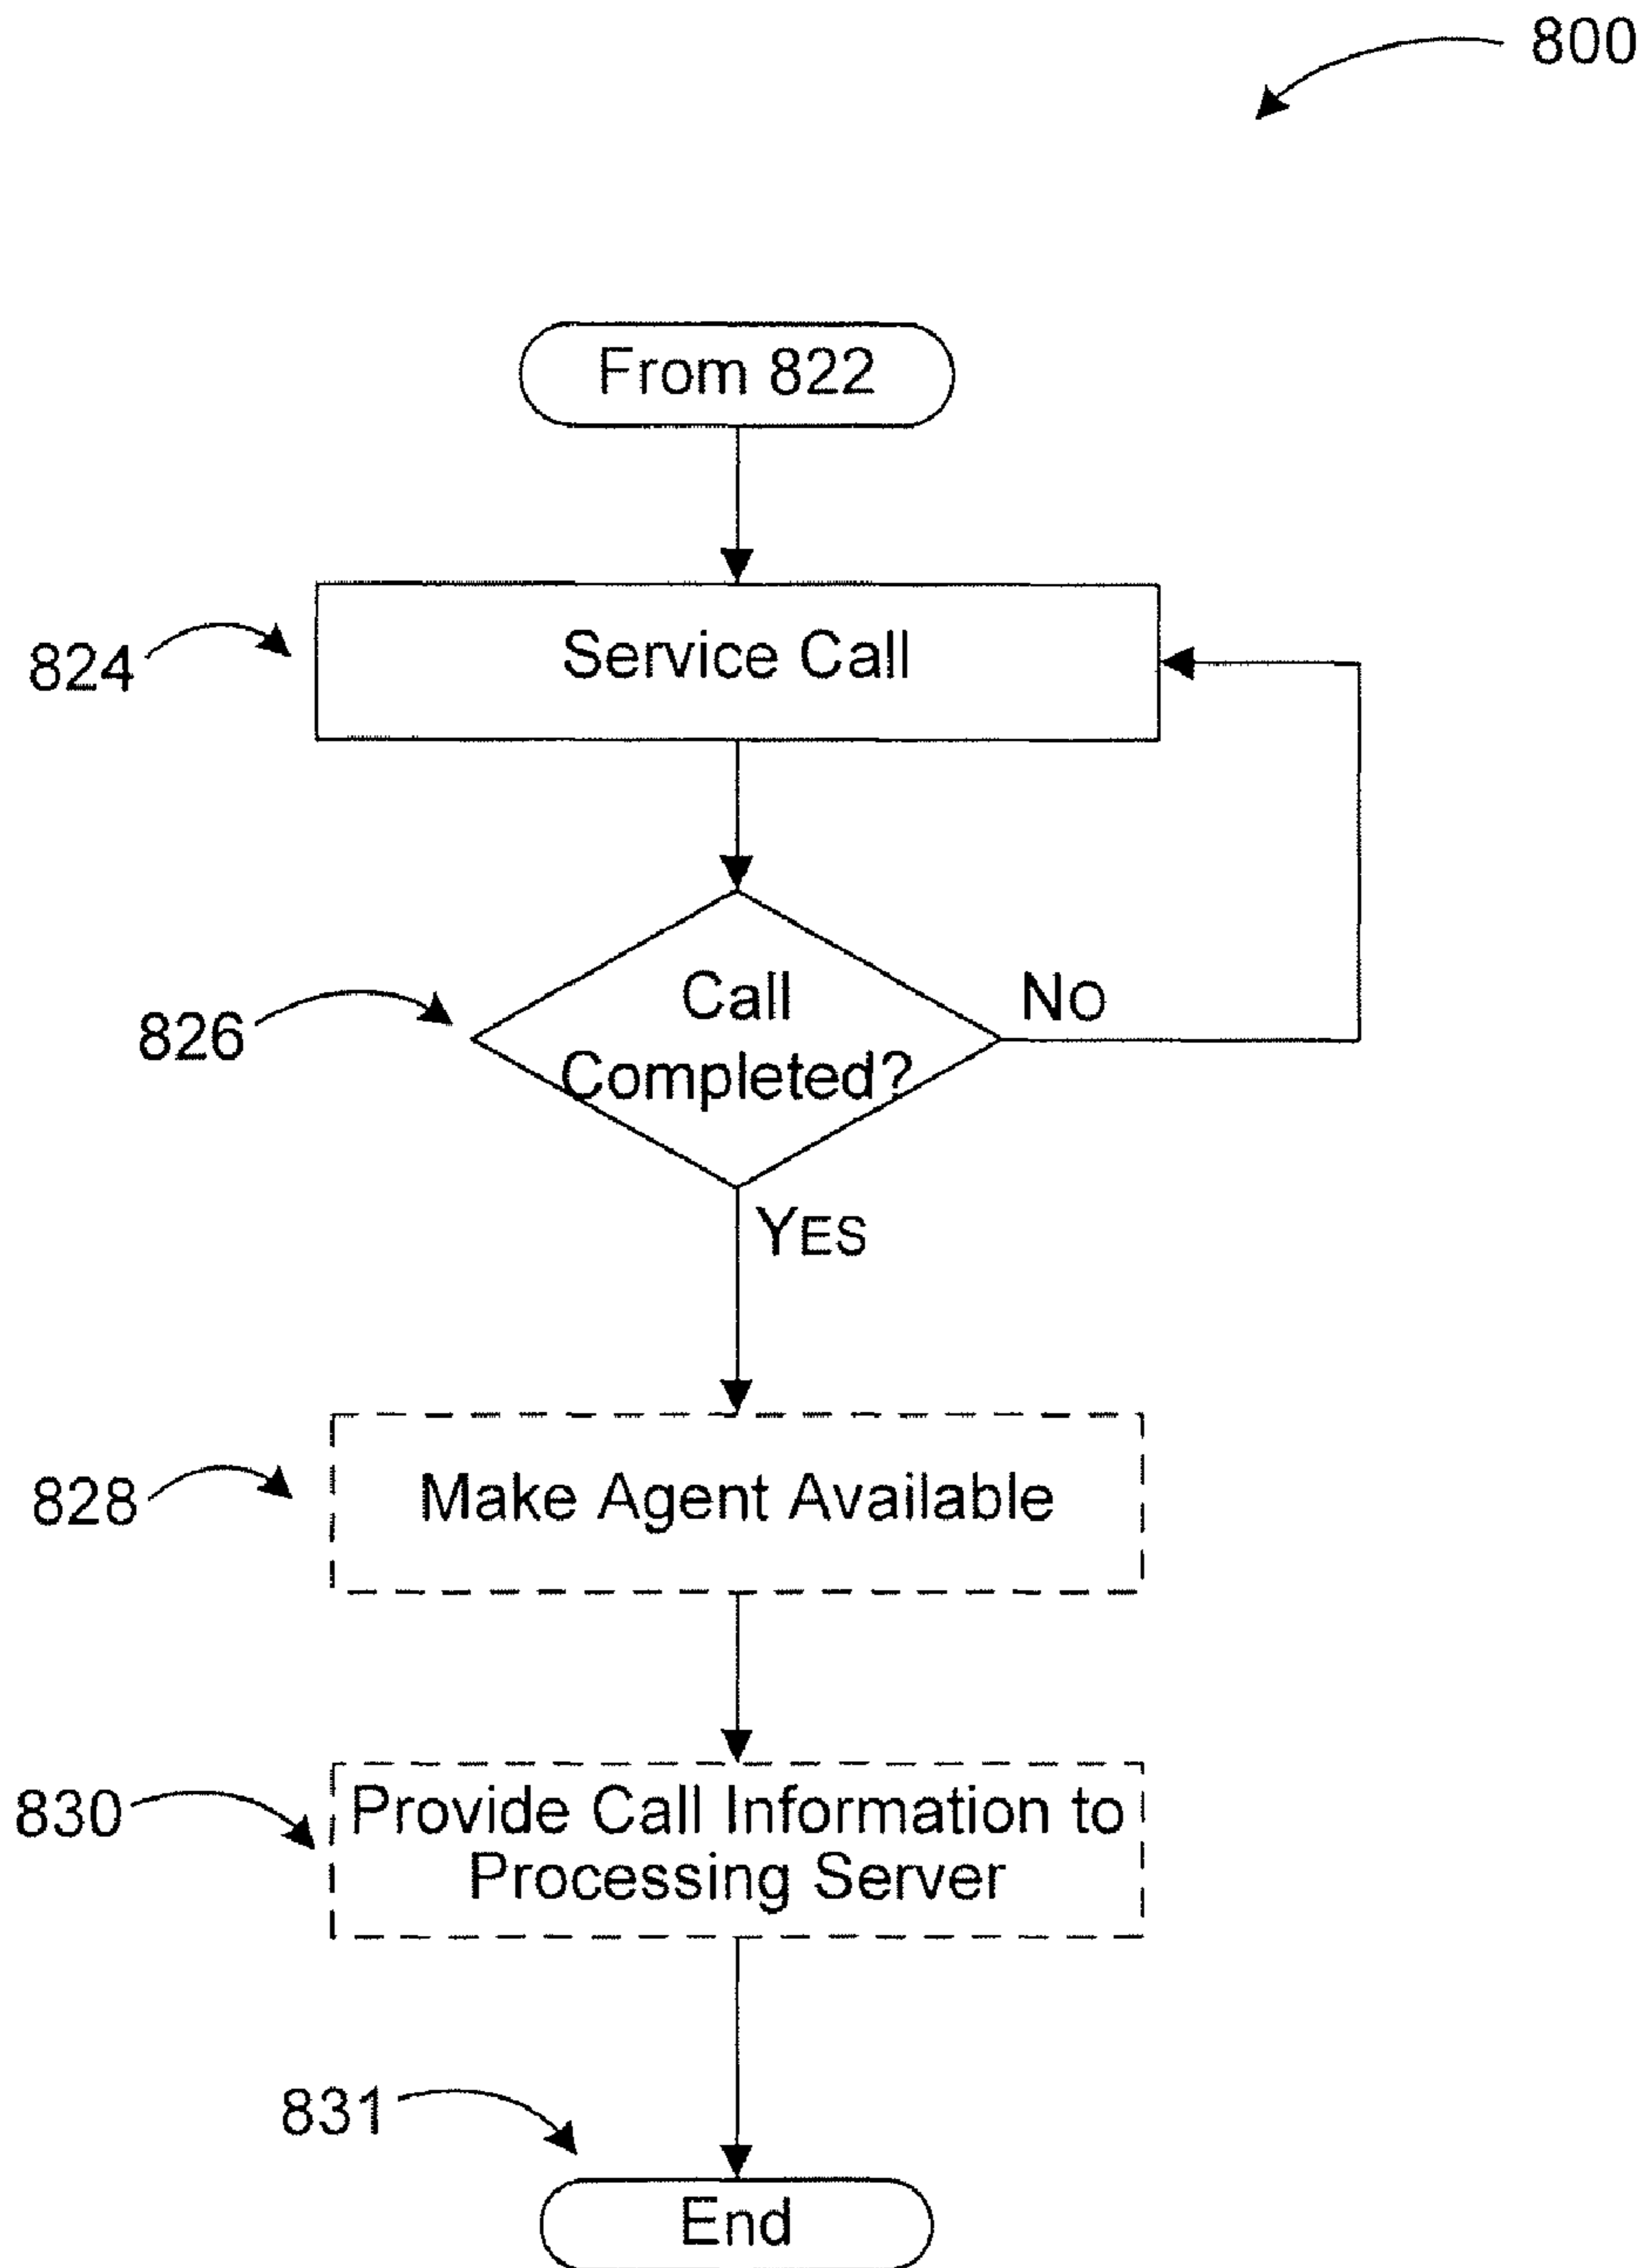 800
From 822
824
Service Call
826
Call
Completed?
No
YES
828
Make Agent Available
830
Provide Call Information to
Processing Server
831
End